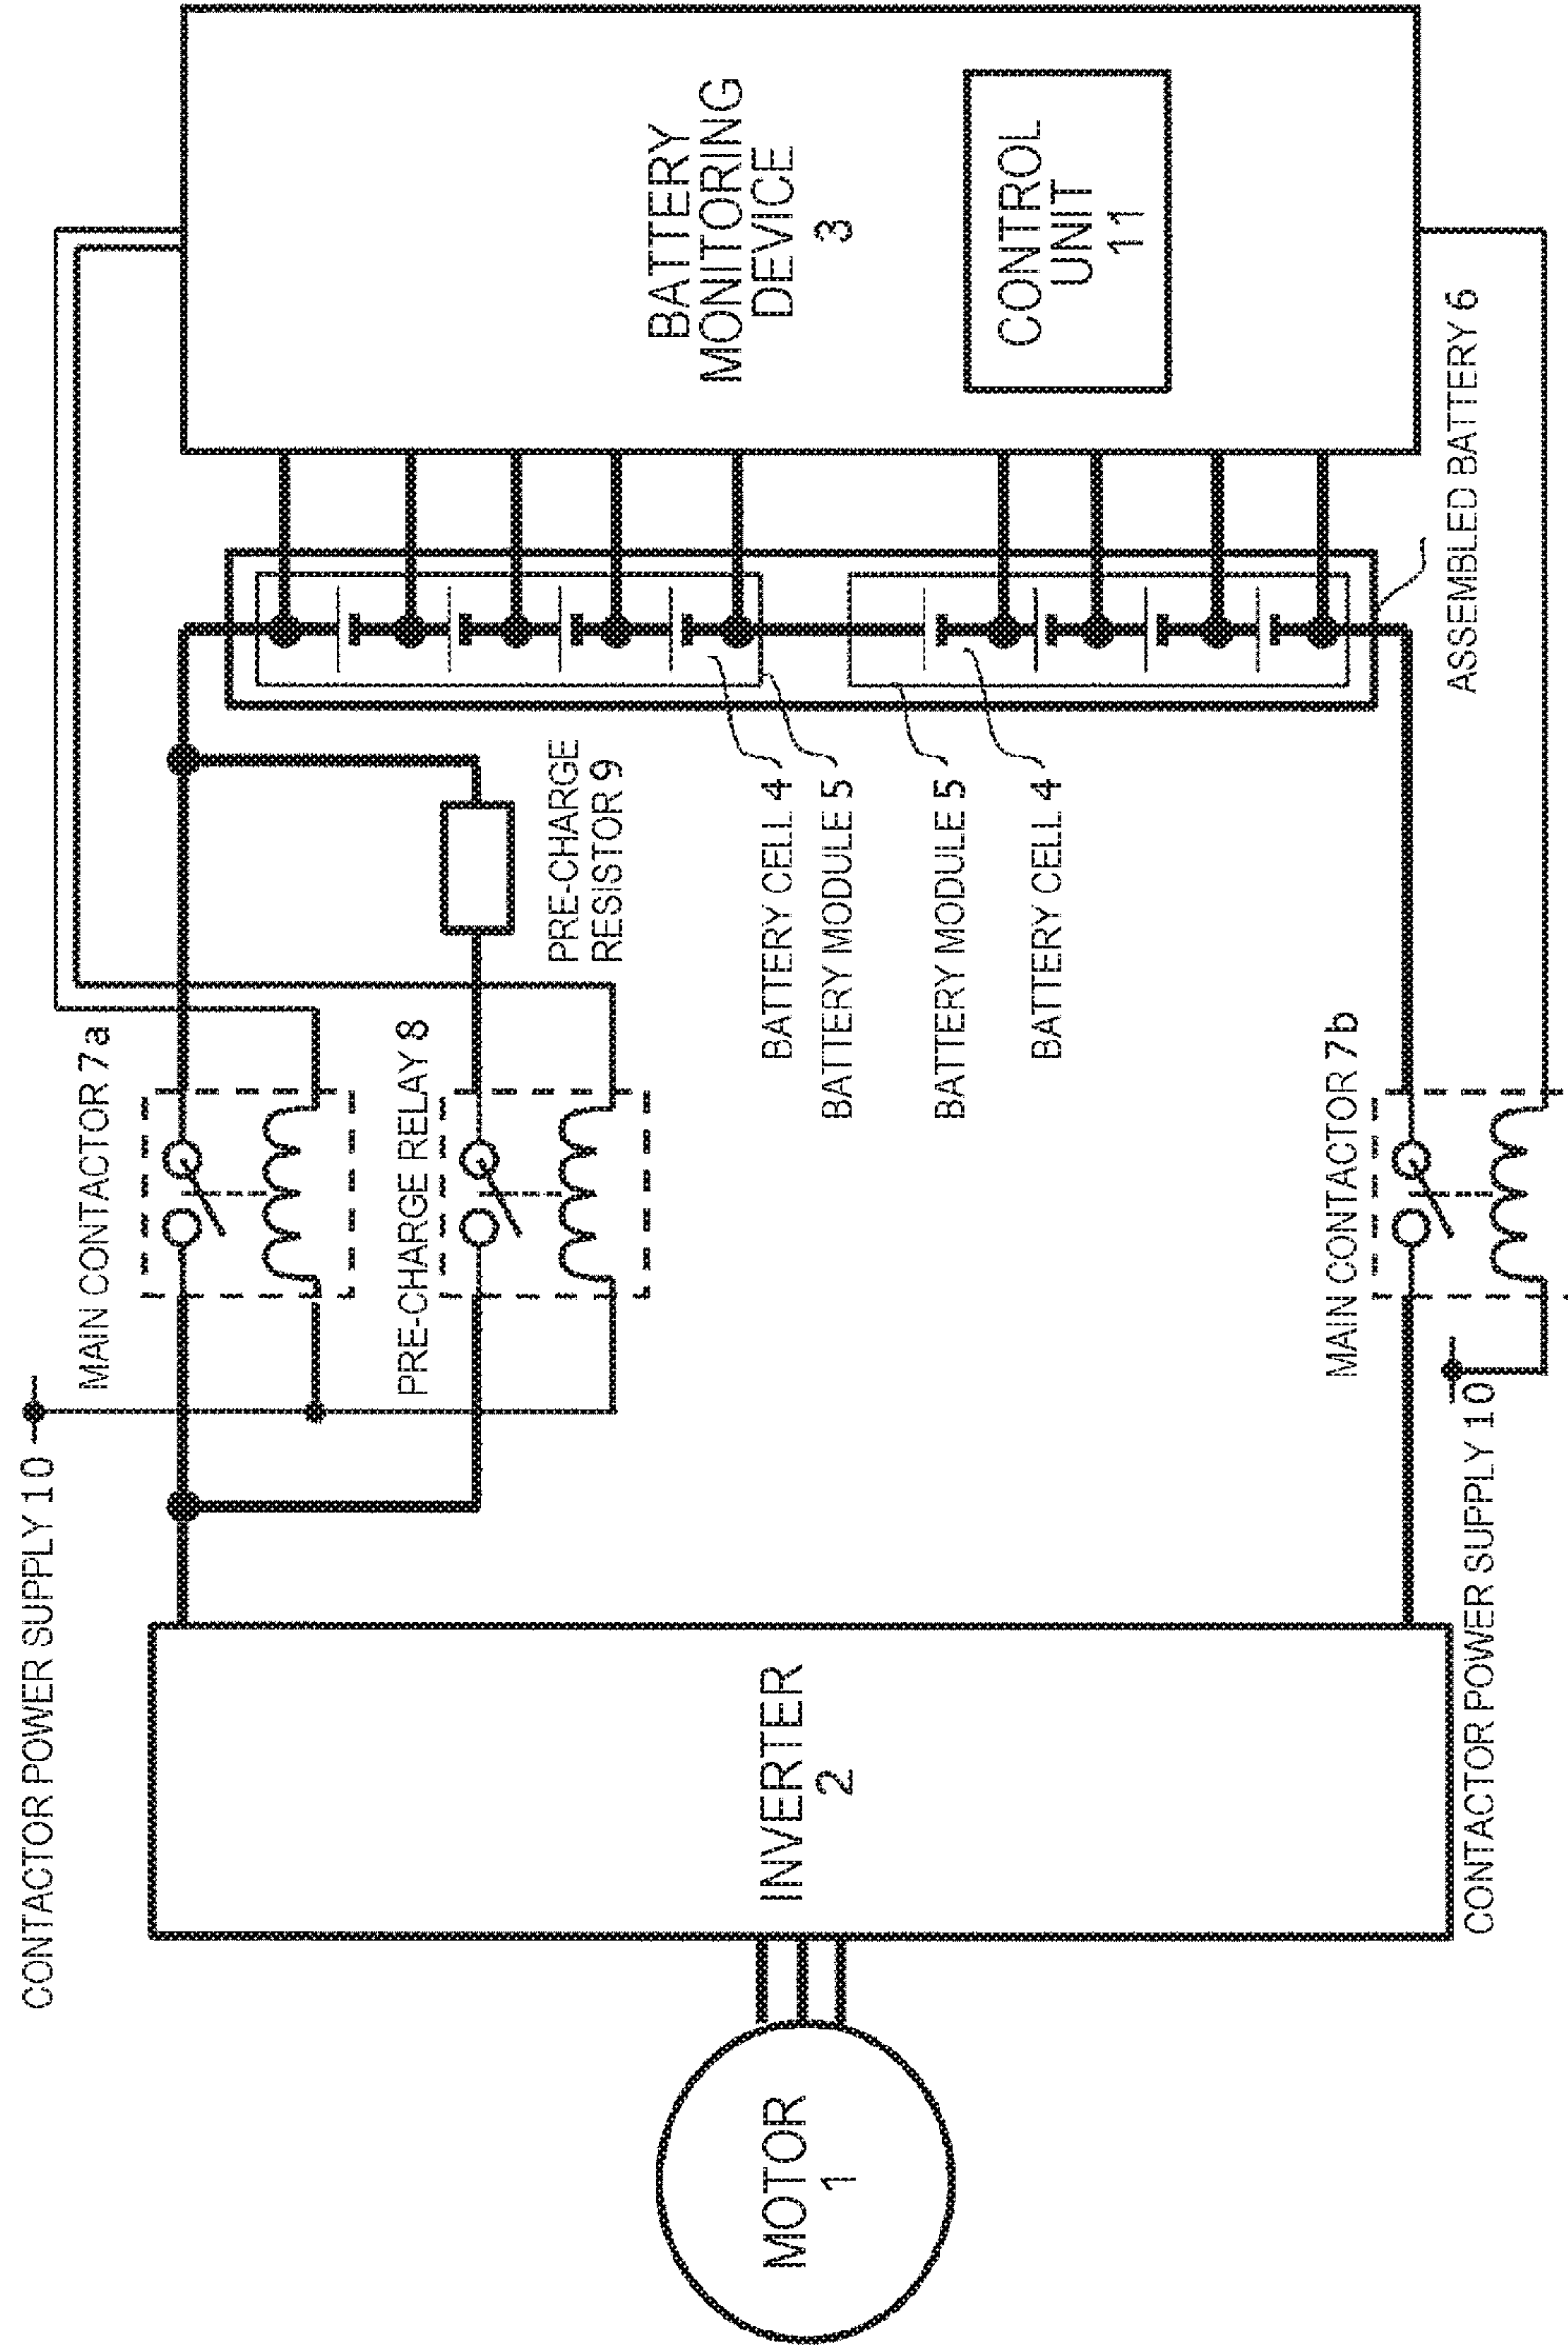 CONTACTOR POWER SUPPLY 10
MAIN CONTACTOR 7a
PRE-CHARGE RELAY 8
PRE-CHARGE
RESISTOR 9
BATTERY
MONITORING
DEVICE
3
CONTROL
UNIT
11
MOTOR
1
INVERTER
2
BATTERY CELL 4
BATTERY MODULE 5
BATTERY MODULE 5
BATTERY CELL 4
MAIN CONTACTOR 7b
CONTACTOR POWER SUPPLY 10
ASSEMBLED BATTERY 6